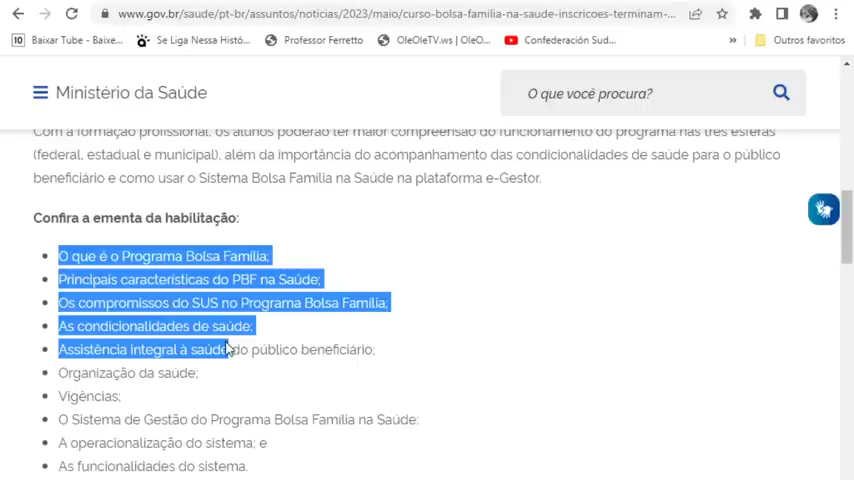 www.gov.br/saude/pt-br/assuntos/noticias/2023/maio/curso-bolsa-familia-na-saude-inscricoes-terminam-...
Baixar Tube - Baixe...
Se Liga Nessa Histó...
Professor Ferretto
OleOleTV.ws | OleO...
Confederação Sud...
»
Outros favoritos
Ministério da Saúde
O que você procura?
Com a formação profissional, os alunos poderão ter maior compreensão do funcionamento do programa nas três esferas
(federal, estadual e municipal), além da importância do acompanhamento das condicionalidades de saúde para o público
beneficiário e como usar o Sistema Bolsa Família na Saúde na plataforma e-Gestor.
Confira a ementa da habilitação:
O que é o Programa Bolsa Família;
Principais características do PBF na Saúde;
Os compromissos do SUS no Programa Bolsa Família;
As condicionalidades de saúde;
Assistência integral à saúde do público beneficiário;
Organização da saúde;
Vigências;
O Sistema de Gestão do Programa Bolsa Família na Saúde;
A operacionalização do sistema; e
As funcionalidades do sistema.